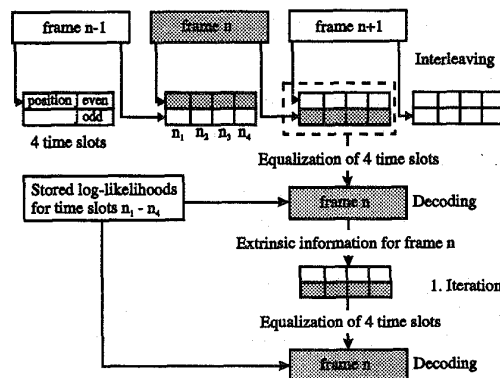 frame n-1
frame n
frame n+1
Interleaving
position even
odd
n1 n2 n3 n4
4 time slots
Equalization of 4 time slots
Stored log-likelihoods
for time slots n1 - n4
frame n
Decoding
Extrinsic information for frame n
1. Iteration
Equalization of 4 time slots
frame n
Decoding